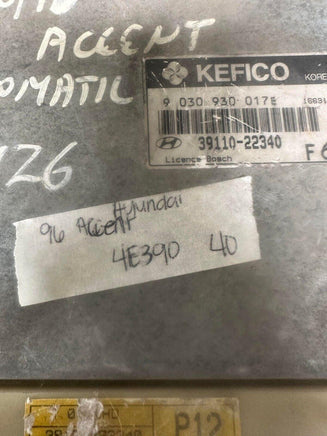 ACCENT
KEFICO
KORE
OMATIC
9 030 930 017E
39110-22340
F6
Licence Bosch
126
Hyundai
96 Accent
4E390 40
P12